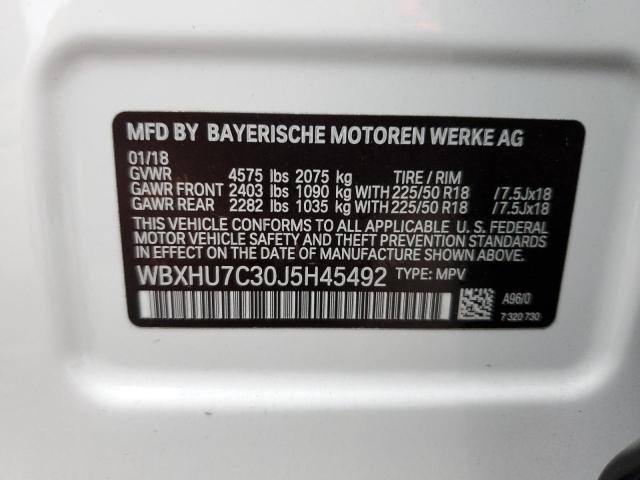 MFD BY BAYERISCHE MOTOREN WERKE AG
01/18
GVWR 4575 lbs 2075 kg TIRE / RIM
GAWR FRONT 2403 lbs 1090 kg WITH 225/50 R18 /7.5Jx18
GAWR REAR 2282 lbs 1035 kg WITH 225/50 R18 /7.5Jx18
THIS VEHICLE CONFORMS TO ALL APPLICABLE U. S. FEDERAL
MOTOR VEHICLE SAFETY AND THEFT PREVENTION STANDARDS
IN EFFECT ON THE DATE OF MANUFACTURE SHOWN ABOVE.
WBXHU7C30J5H45492 TYPE: MPV
A96/0
7 320 730